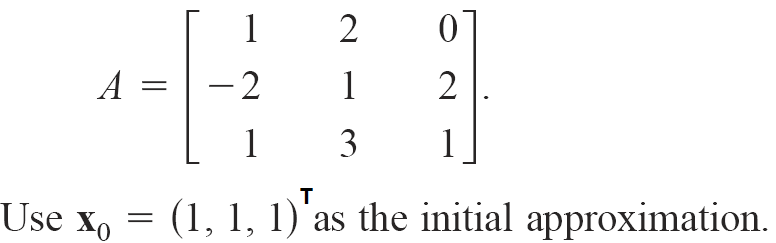 1 2 0
A = -2 1 2 .
1 3 1
Use x₀ = (1, 1, 1)ᵀ as the initial approximation.